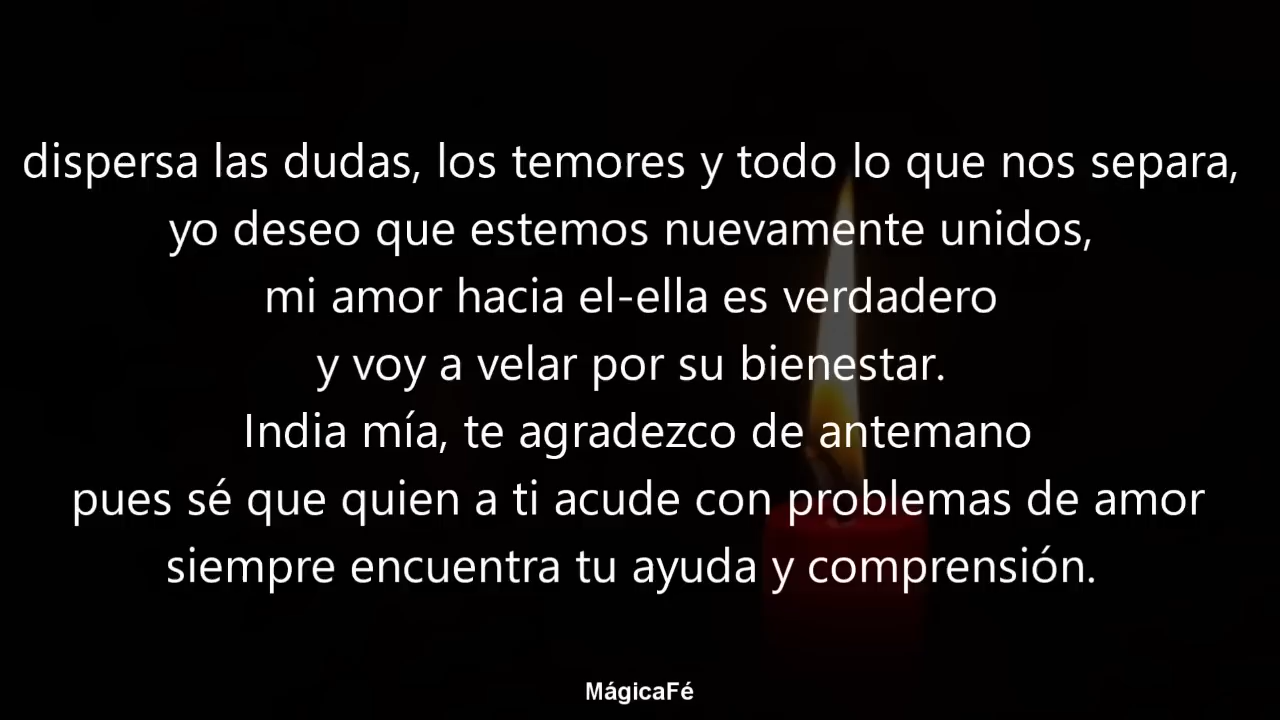 dispersa las dudas, los temores y todo lo que nos separa,
yo deseo que estemos nuevamente unidos,
mi amor hacia el-ella es verdadero
y voy a velar por su bienestar.
India mía, te agradezco de antemano
pues sé que quien a ti acude con problemas de amor
siempre encuentra tu ayuda y comprensión.
MágicaFé